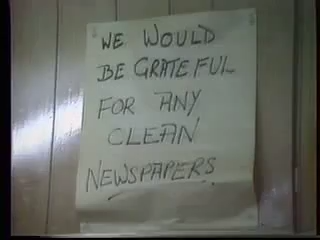 WE WOULD
BE GRATEFUL
FOR ANY
CLEAN
NEWSPAPERS.